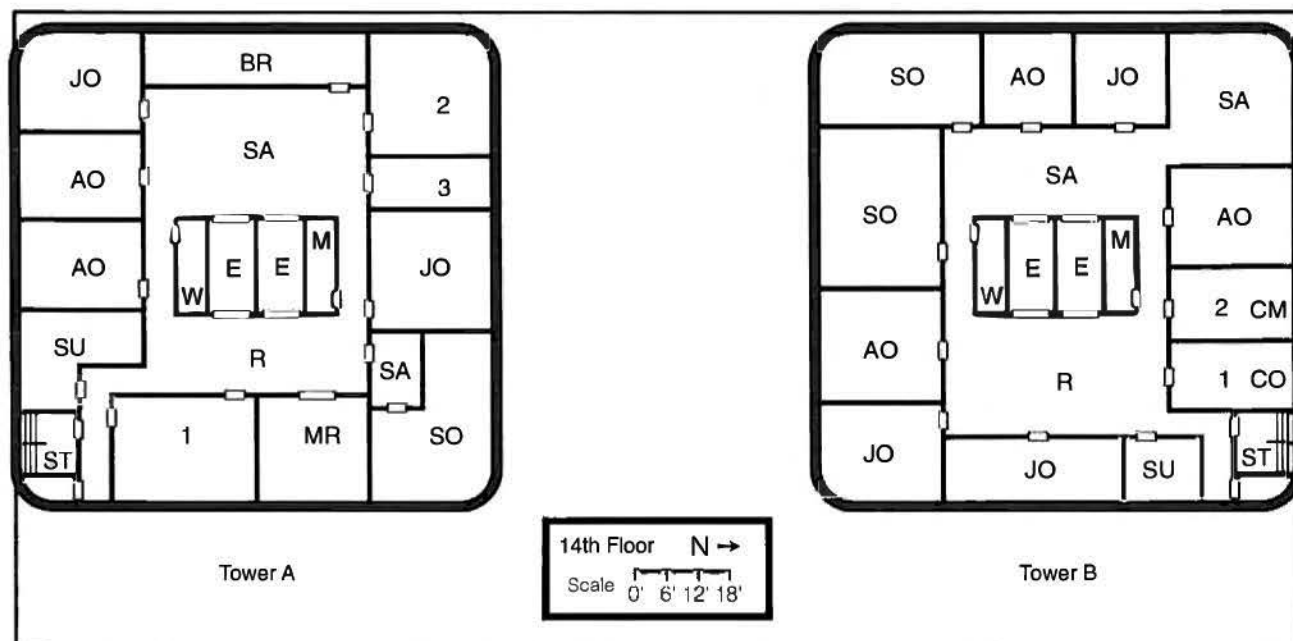 JO
BR
2
SA
AO
3
AO
JO
W
E
E
M
SU
R
SA
1
MR
SO
ST
Tower A
SO
AO
JO
SA
SA
SO
AO
W
E
E
M
2 CM
AO
R
1 CO
JO
JO
SU
ST
Tower B
14th Floor N →
Scale 0' 6' 12' 18'